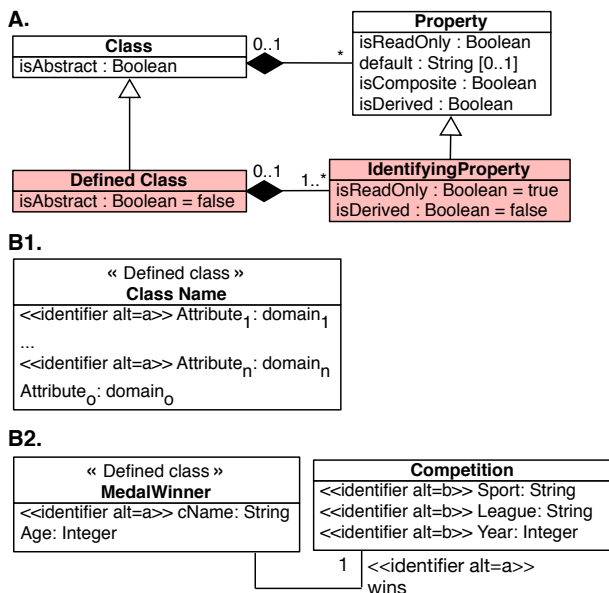 A.
Class
isAbstract : Boolean
0..1
*
Property
isReadOnly : Boolean
default : String [0..1]
isComposite : Boolean
isDerived : Boolean
Defined Class
isAbstract : Boolean = false
0..1
1..*
IdentifyingProperty
isReadOnly : Boolean = true
isDerived : Boolean = false
B1.
« Defined class »
Class Name
<<identifier alt=a>> Attribute₁: domain₁
...
<<identifier alt=a>> Attributeₙ: domainₙ
Attributeₒ: domainₒ
B2.
« Defined class »
MedalWinner
<<identifier alt=a>> cName: String
Age: Integer
Competition
<<identifier alt=b>> Sport: String
<<identifier alt=b>> League: String
<<identifier alt=b>> Year: Integer
1
<<identifier alt=a>>
wins